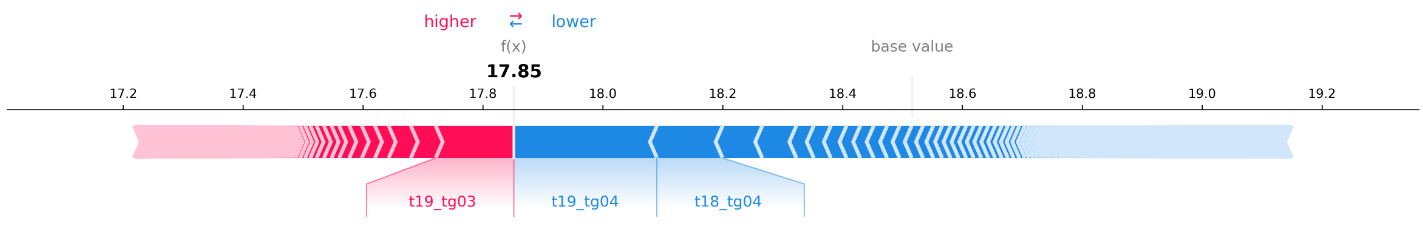 higher ⇄ lower
f(x) base value
17.85
17.2 17.4 17.6 17.8 18.0 18.2 18.4 18.6 18.8 19.0 19.2
t19_tg03 t19_tg04 t18_tg04